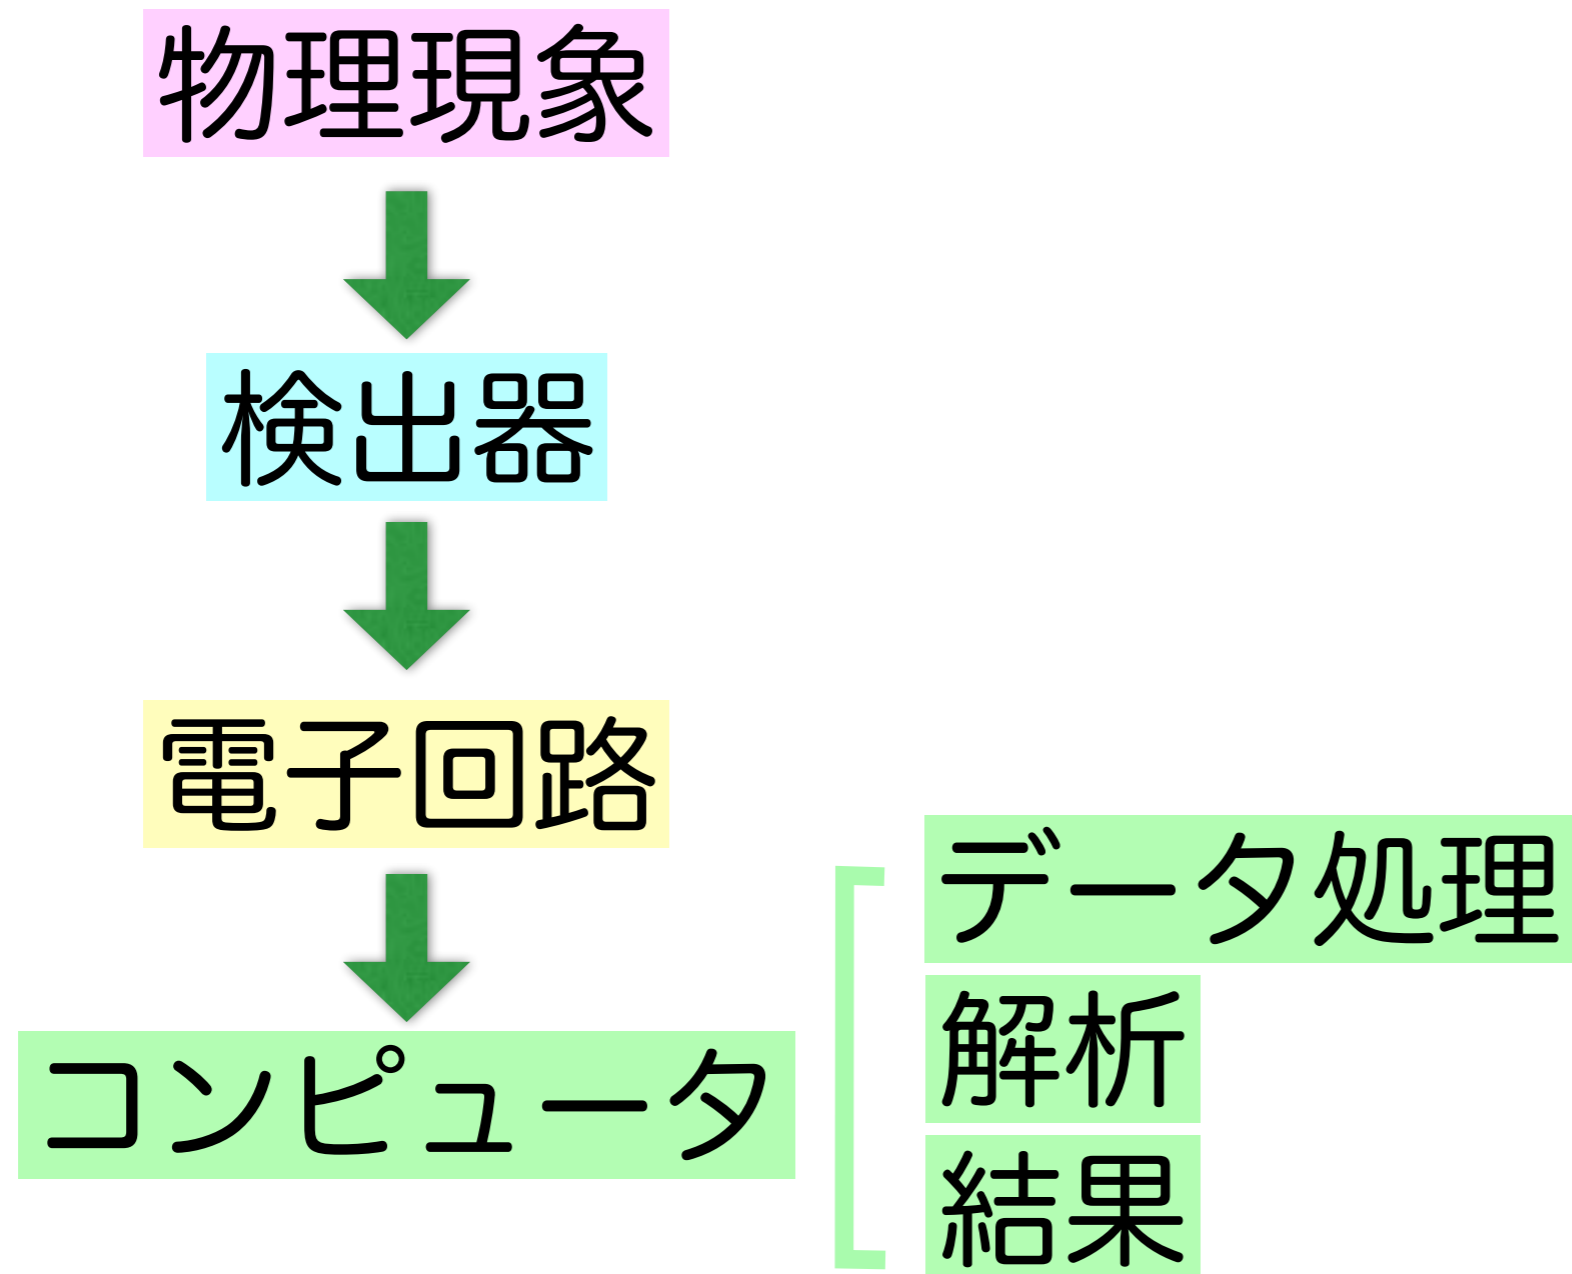 物理現象
検出器
電子回路
コンピュータ
データ処理
解析
結果